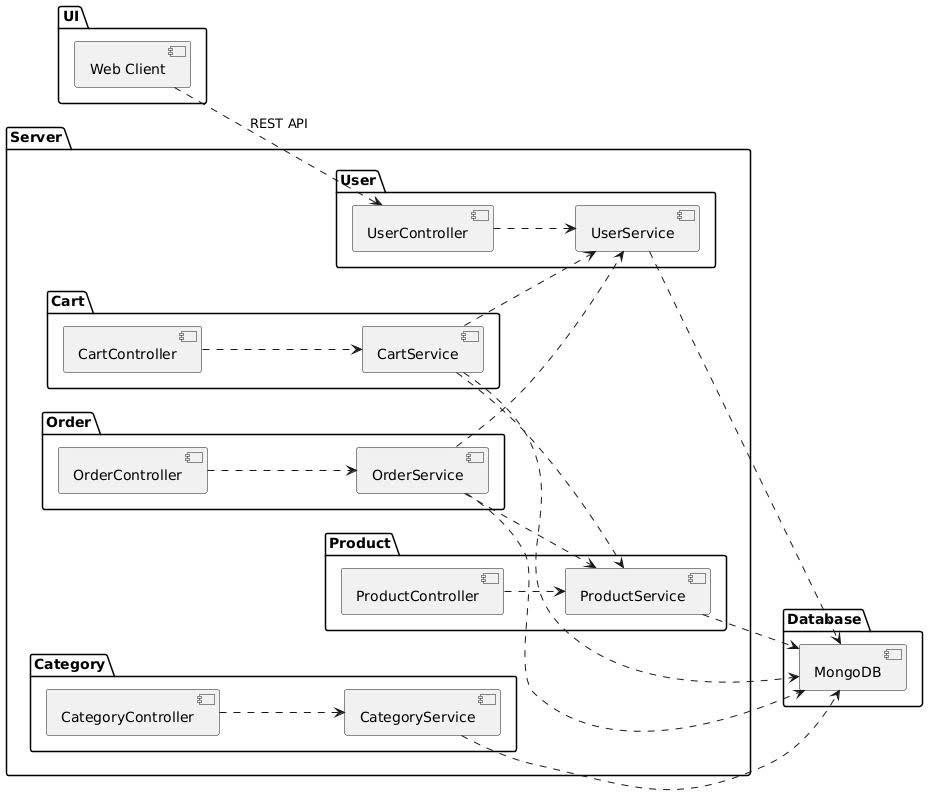 UI
Web Client
REST API
Server
User
UserController
UserService
Cart
CartController
CartService
Order
OrderController
OrderService
Product
ProductController
ProductService
Database
MongoDB
Category
CategoryController
CategoryService